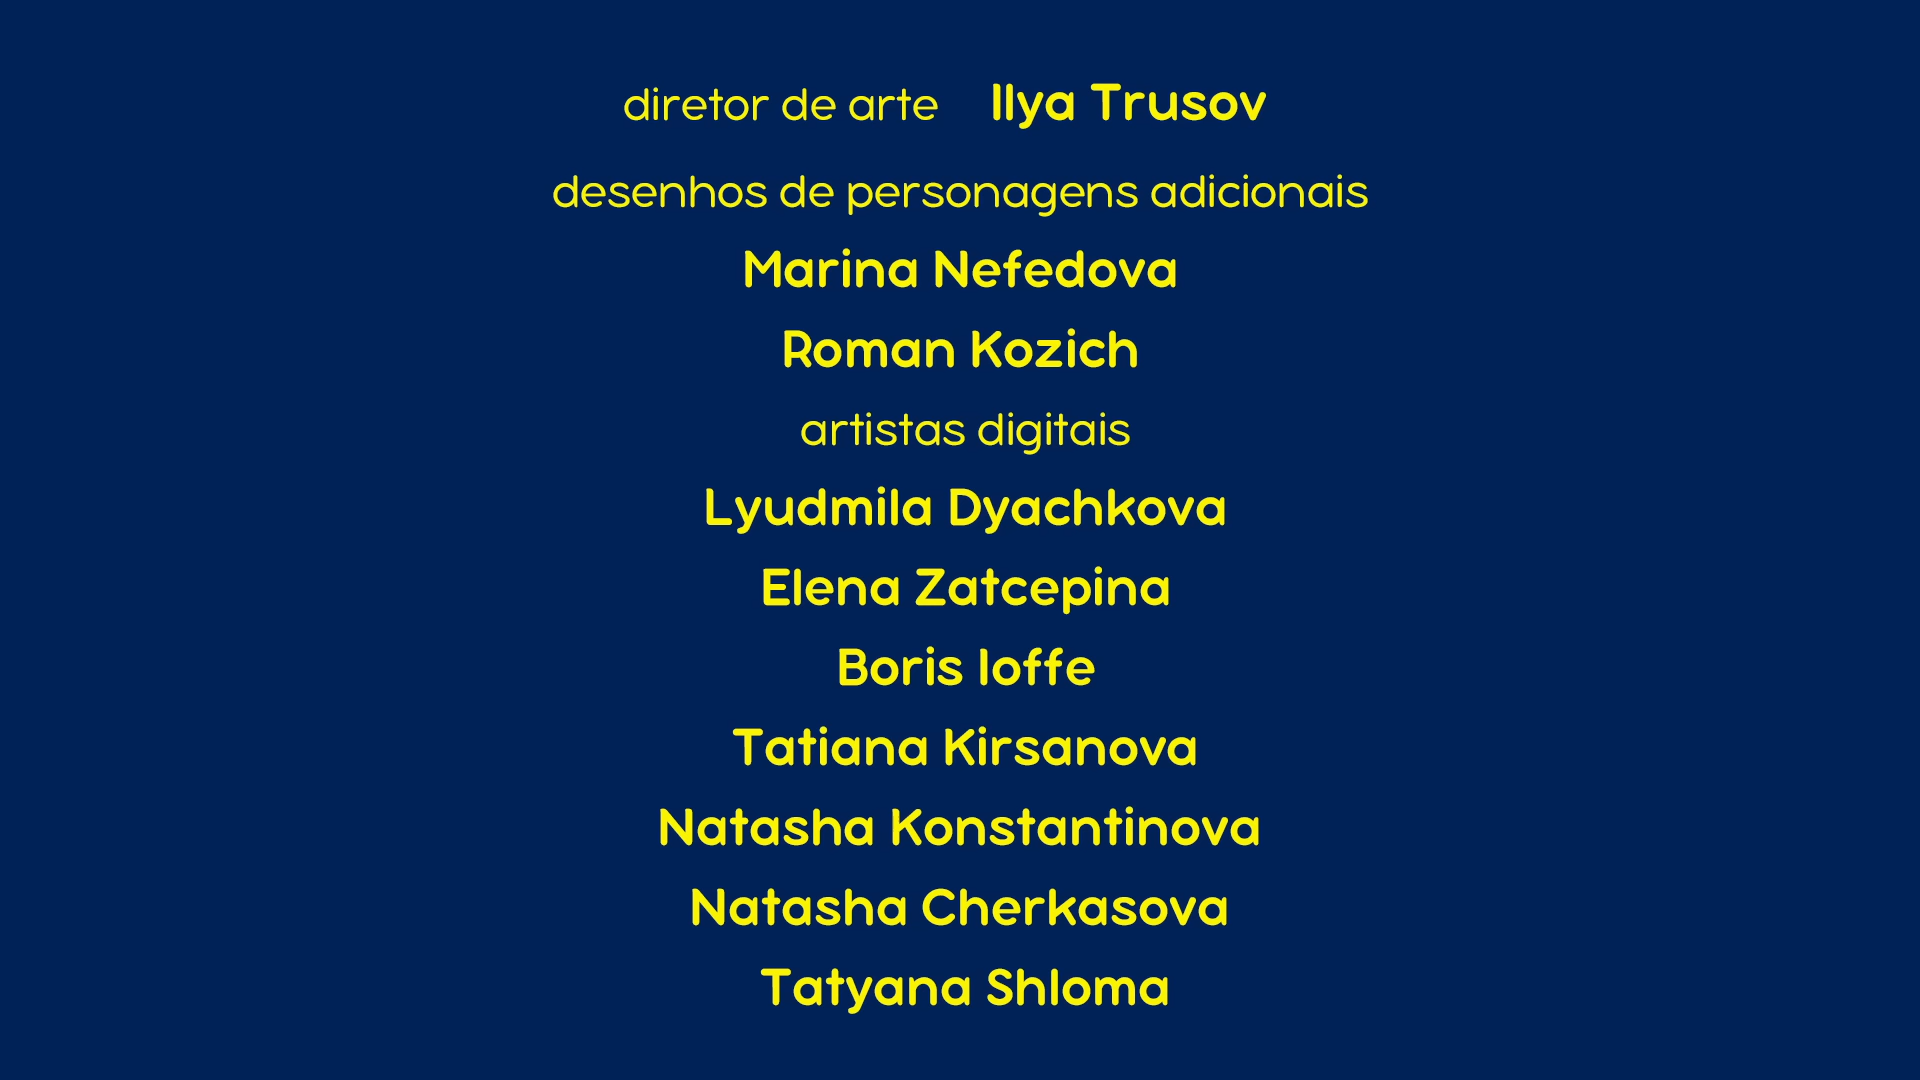 diretor de arte Ilya Trusov
desenhos de personagens adicionais
Marina Nefedova
Roman Kozich
artistas digitais
Lyudmila Dyachkova
Elena Zatcepina
Boris Ioffe
Tatiana Kirsanova
Natasha Konstantinova
Natasha Cherkasova
Tatyana Shloma